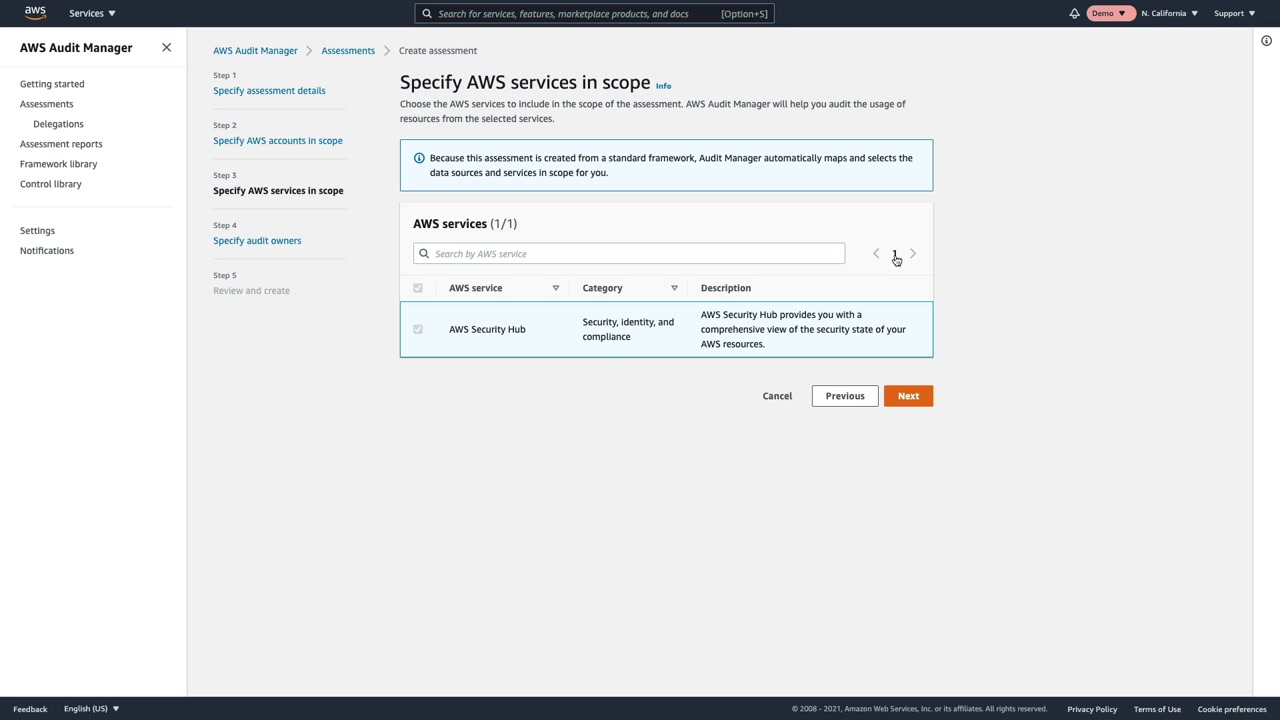 aws
Services
Search for services, features, marketplace products, and docs
[Option+S]
Demo
N. California
Support
AWS Audit Manager
Getting started
Assessments
Delegations
Assessment reports
Framework library
Control library
Settings
Notifications
AWS Audit Manager
Assessments
Create assessment
Step 1
Specify assessment details
Step 2
Specify AWS accounts in scope
Step 3
Specify AWS services in scope
Step 4
Specify audit owners
Step 5
Review and create
Specify AWS services in scope Info
Choose the AWS services to include in the scope of the assessment. AWS Audit Manager will help you audit the usage of
resources from the selected services.
Because this assessment is created from a standard framework, Audit Manager automatically maps and selects the
data sources and services in scope for you.
AWS services (1/1)
Search by AWS service
1
AWS service
Category
Description
AWS Security Hub
Security, identity, and
compliance
AWS Security Hub provides you with a
comprehensive view of the security state of your
AWS resources.
Cancel
Previous
Next
Feedback
English (US)
© 2008 - 2021, Amazon Web Services, Inc. or its affiliates. All rights reserved.
Privacy Policy
Terms of Use
Cookie preferences